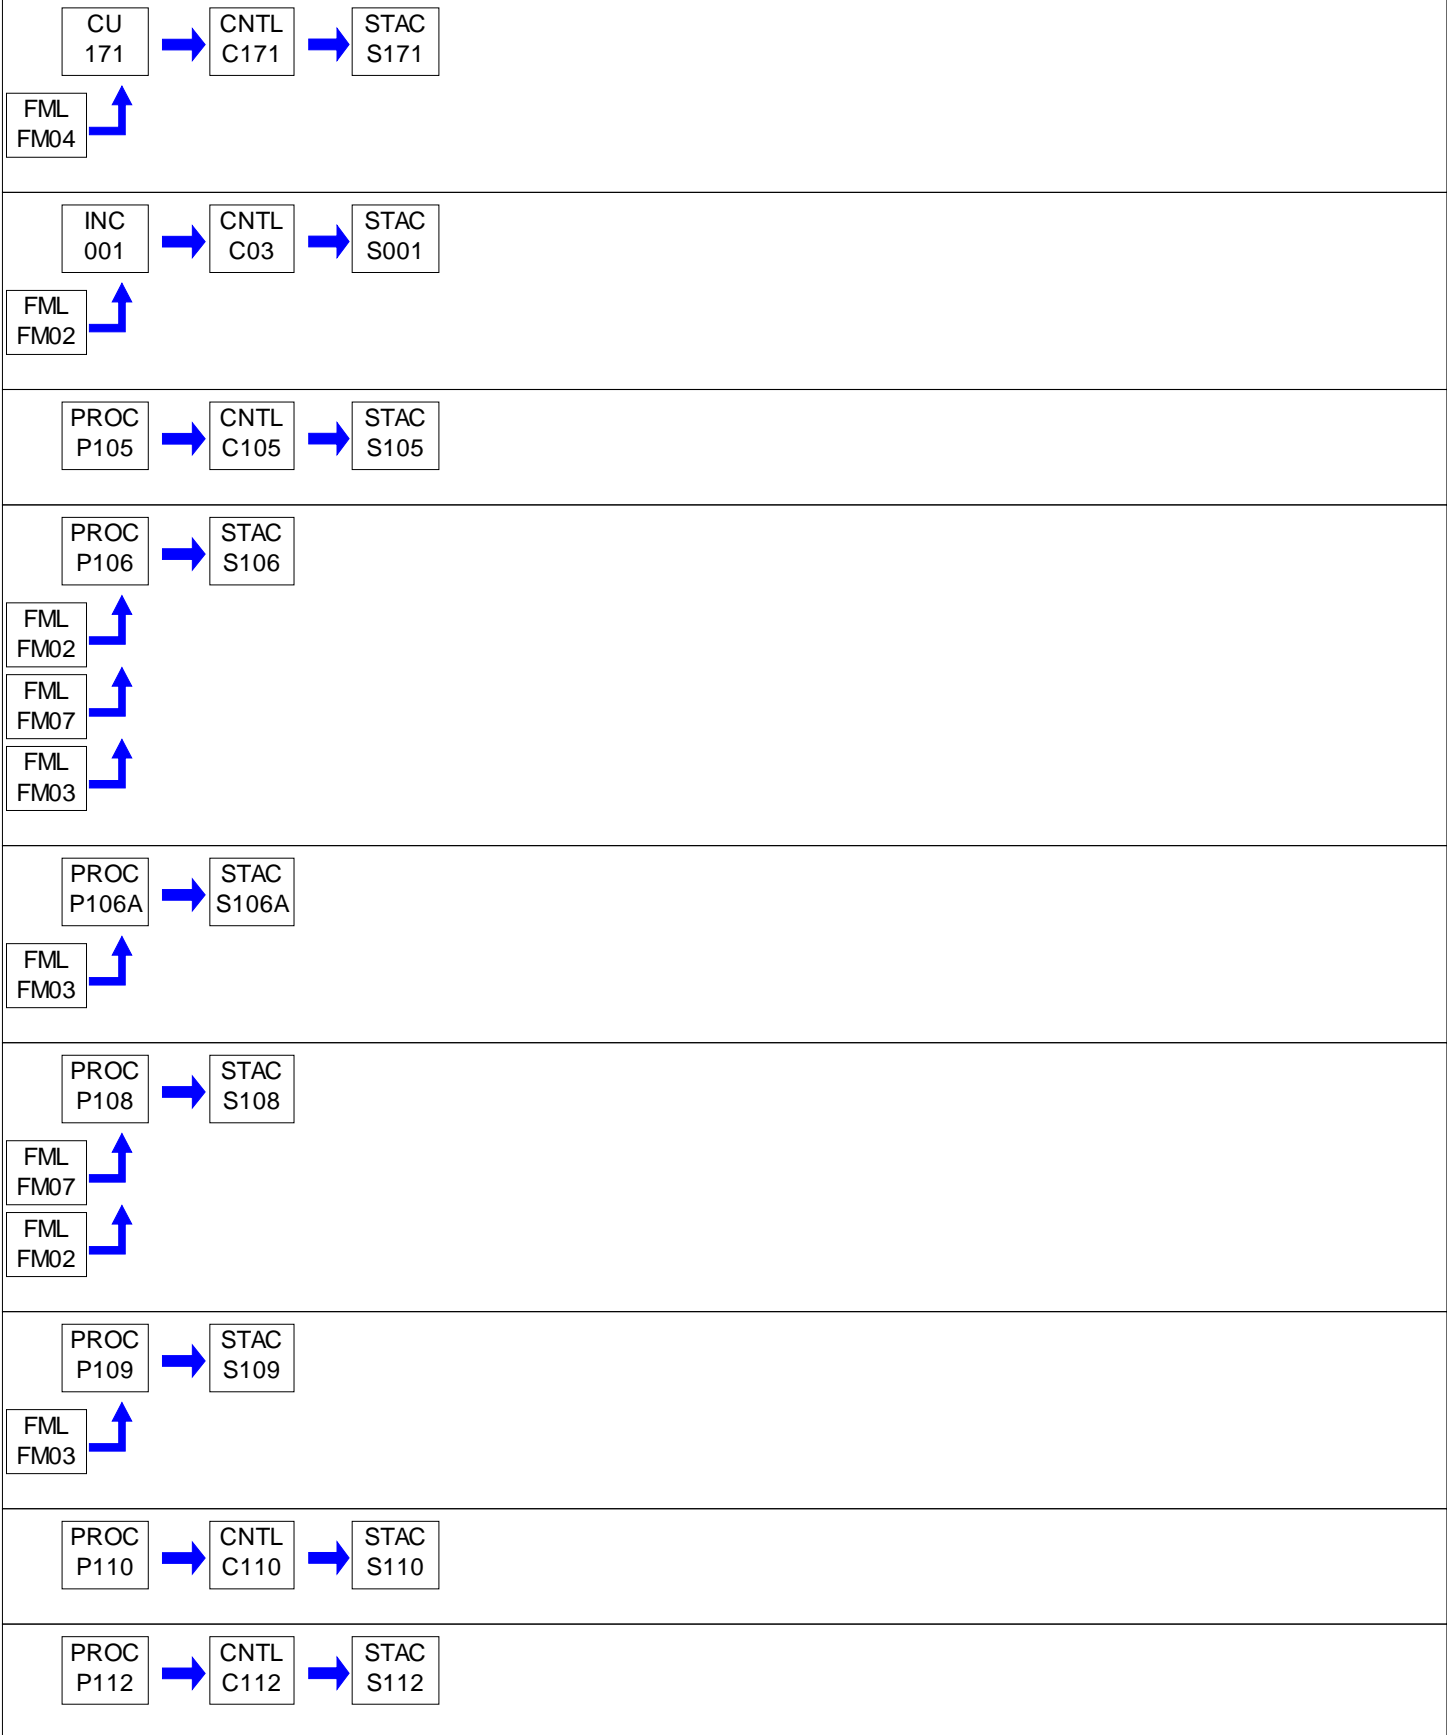 CU
171
CNTL
C171
STAC
S171
FML
FM04
INC
001
CNTL
C03
STAC
S001
FML
FM02
PROC
P105
CNTL
C105
STAC
S105
PROC
P106
STAC
S106
FML
FM02
FML
FM07
FML
FM03
PROC
P106A
STAC
S106A
FML
FM03
PROC
P108
STAC
S108
FML
FM07
FML
FM02
PROC
P109
STAC
S109
FML
FM03
PROC
P110
CNTL
C110
STAC
S110
PROC
P112
CNTL
C112
STAC
S112